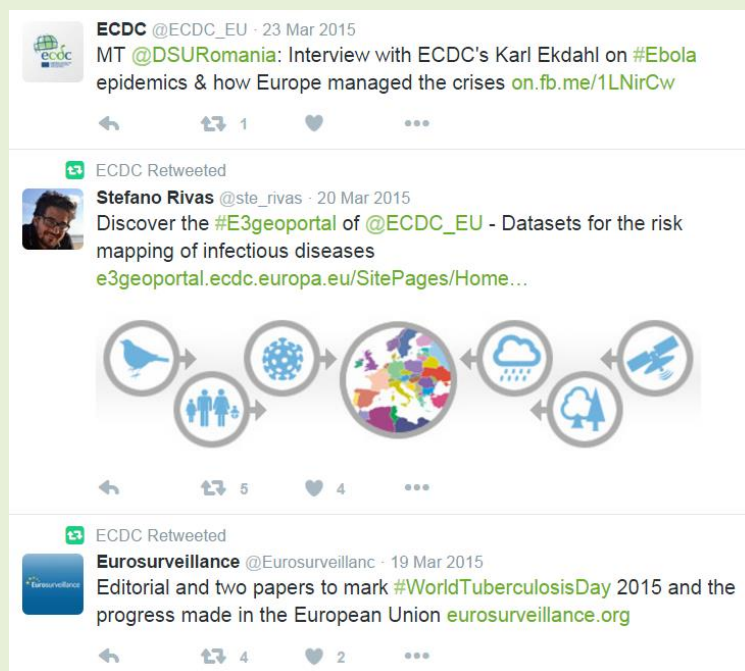 ECDC @ECDC_EU · 23 Mar 2015
MT @DSURomania: Interview with ECDC's Karl Ekdahl on #Ebola
epidemics & how Europe managed the crises on.fb.me/1LNirCw
1
ecdc
ECDC Retweeted
Stefano Rivas @ste_rivas · 20 Mar 2015
Discover the #E3geoportal of @ECDC_EU - Datasets for the risk
mapping of infectious diseases
e3geoportal.ecdc.europa.eu/SitePages/Home…
5 4
ECDC Retweeted
Eurosurveillance @Eurosurveillanc · 19 Mar 2015
Eurosurveillance
Editorial and two papers to mark #WorldTuberculosisDay 2015 and the
progress made in the European Union eurosurveillance.org
4 2